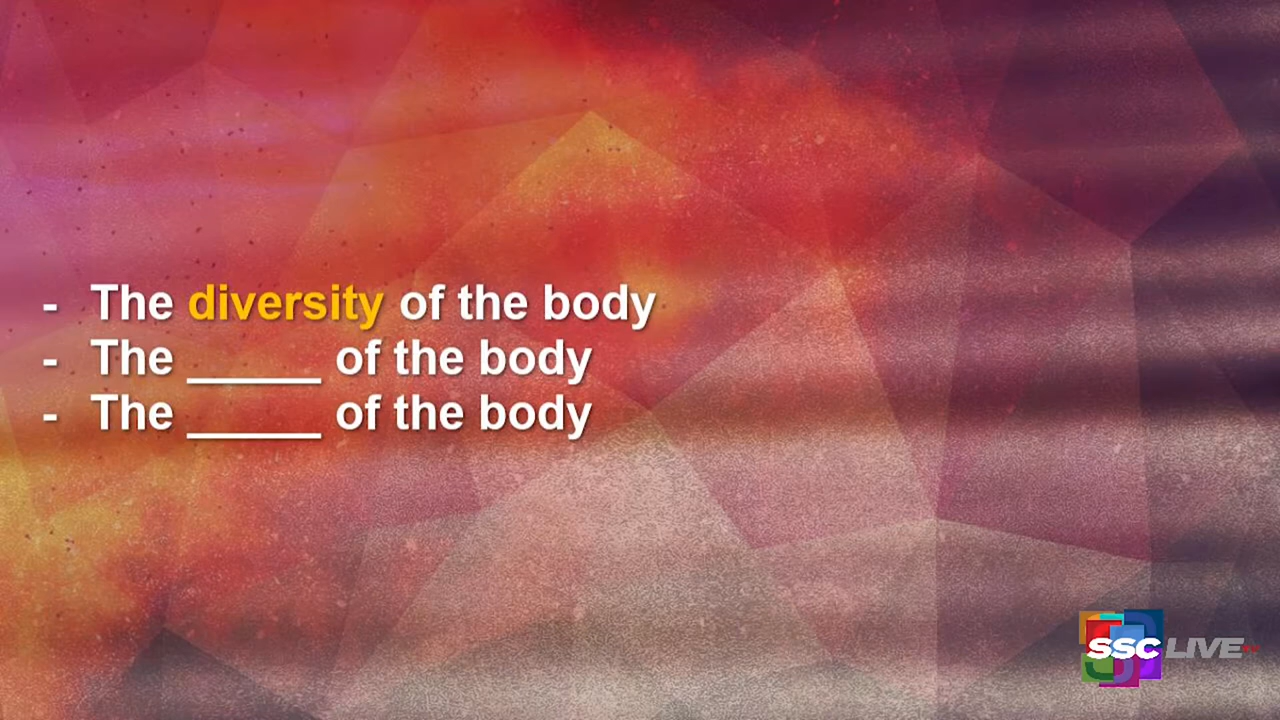 - The diversity of the body
- The _____ of the body
- The _____ of the body
SSC LIVE